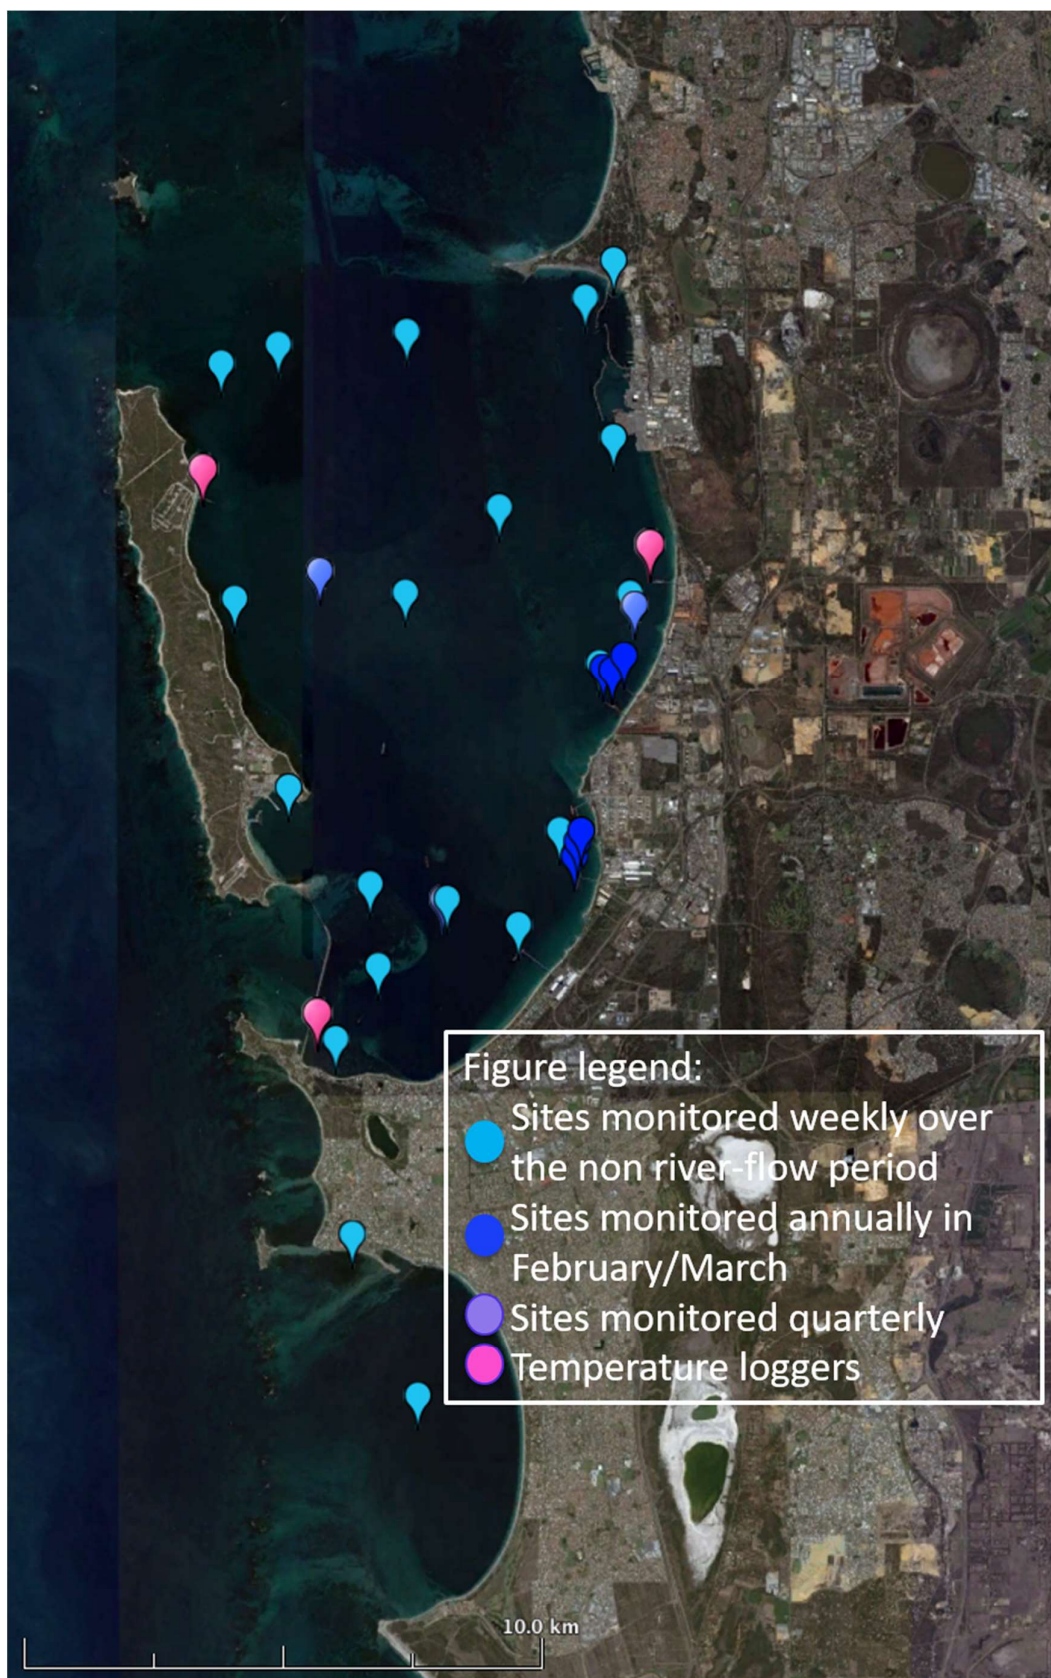 Figure legend:
Sites monitored weekly over
the non river-flow period
Sites monitored annually in
February/March
Sites monitored quarterly
Temperature loggers
10.0 km